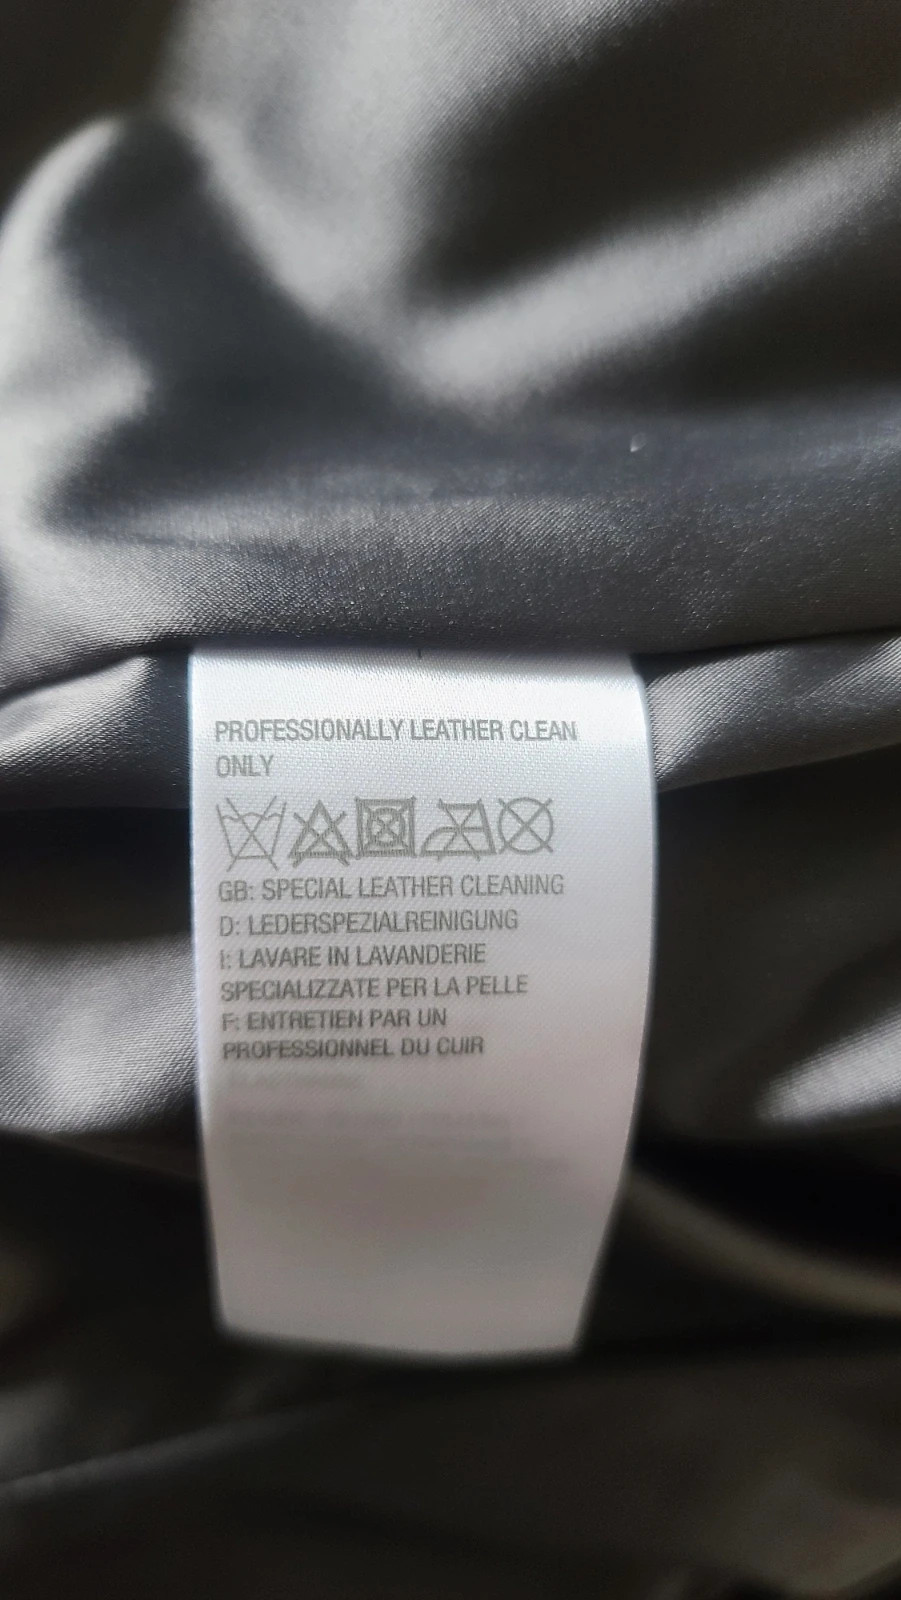 PROFESSIONALLY LEATHER CLEAN
ONLY
GB: SPECIAL LEATHER CLEANING
D: LEDERSPEZIALREINIGUNG
I: LAVARE IN LAVANDERIE
SPECIALIZZATE PER LA PELLE
F: ENTRETIEN PAR UN
PROFESSIONNEL DU CUIR